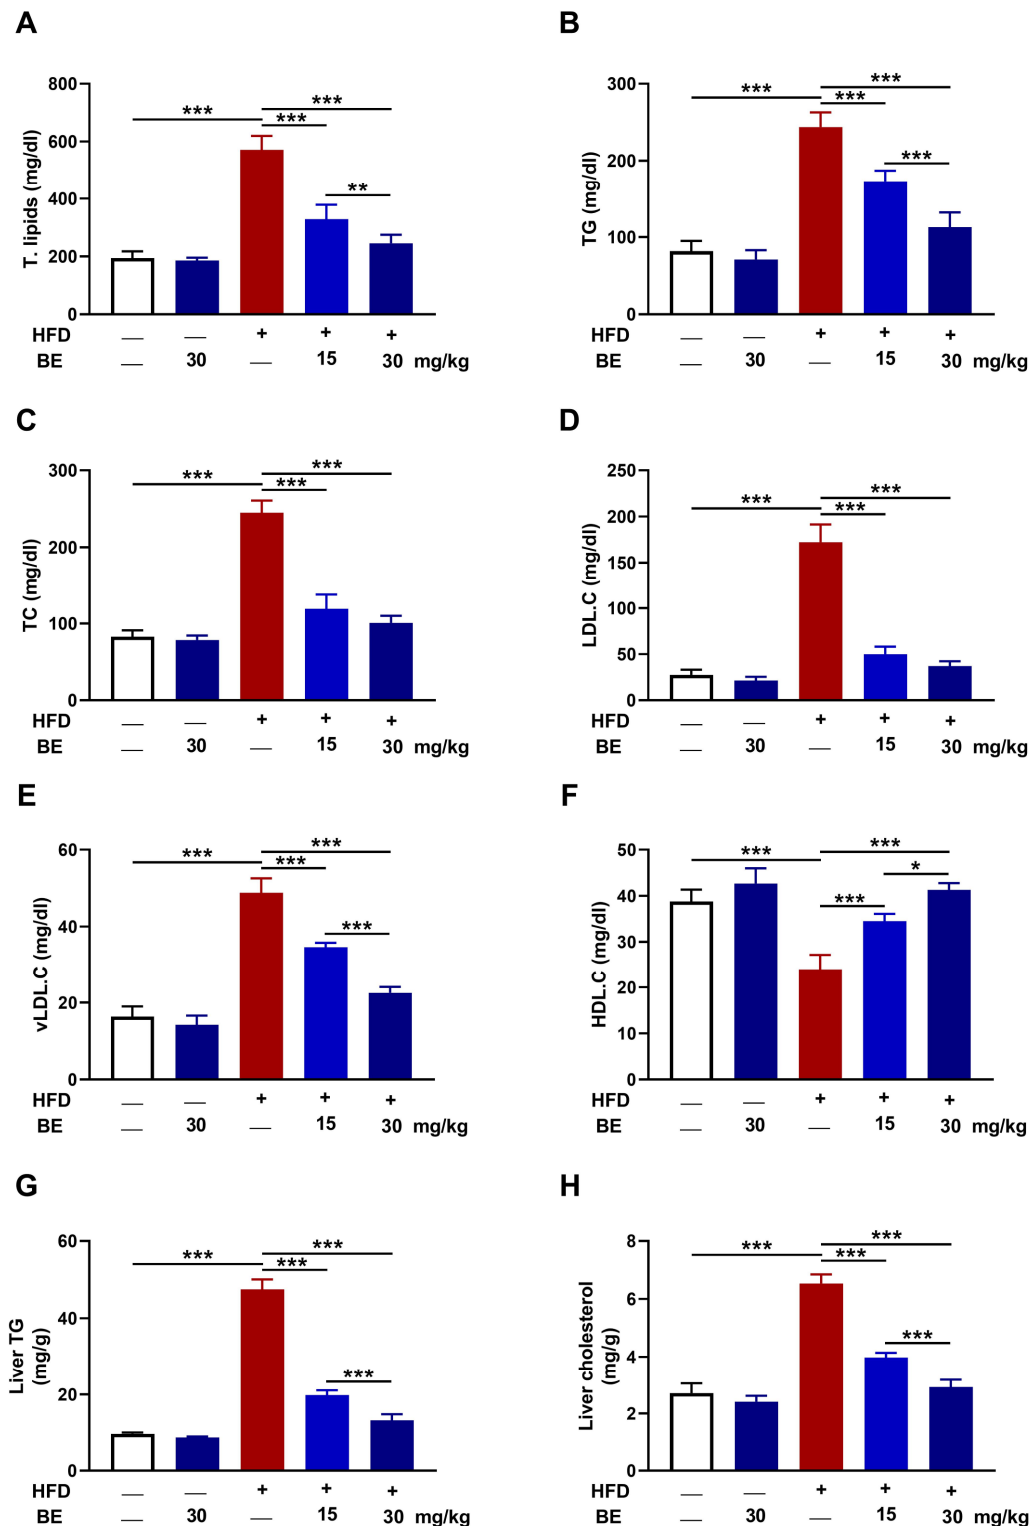 A
T. lipids (mg/dl)
800
600
400
200
0
***
***
***
**
HFD — — + + +
BE — 30 — 15 30 mg/kg
B
TG (mg/dl)
300
200
100
0
***
***
***
***
HFD — — + + +
BE — 30 — 15 30 mg/kg
C
TC (mg/dl)
300
200
100
0
***
***
***
HFD — — + + +
BE — 30 — 15 30 mg/kg
D
LDL.C (mg/dl)
250
200
150
100
50
0
***
***
***
HFD — — + + +
BE — 30 — 15 30 mg/kg
E
vLDL.C (mg/dl)
60
40
20
0
***
***
***
***
HFD — — + + +
BE — 30 — 15 30 mg/kg
F
HDL.C (mg/dl)
50
40
30
20
10
0
***
***
*
***
HFD — — + + +
BE — 30 — 15 30 mg/kg
G
Liver TG
(mg/g)
60
40
20
0
***
***
***
***
HFD — — + + +
BE — 30 — 15 30 mg/kg
H
Liver cholesterol
(mg/g)
8
6
4
2
0
***
***
***
***
HFD — — + + +
BE — 30 — 15 30 mg/kg